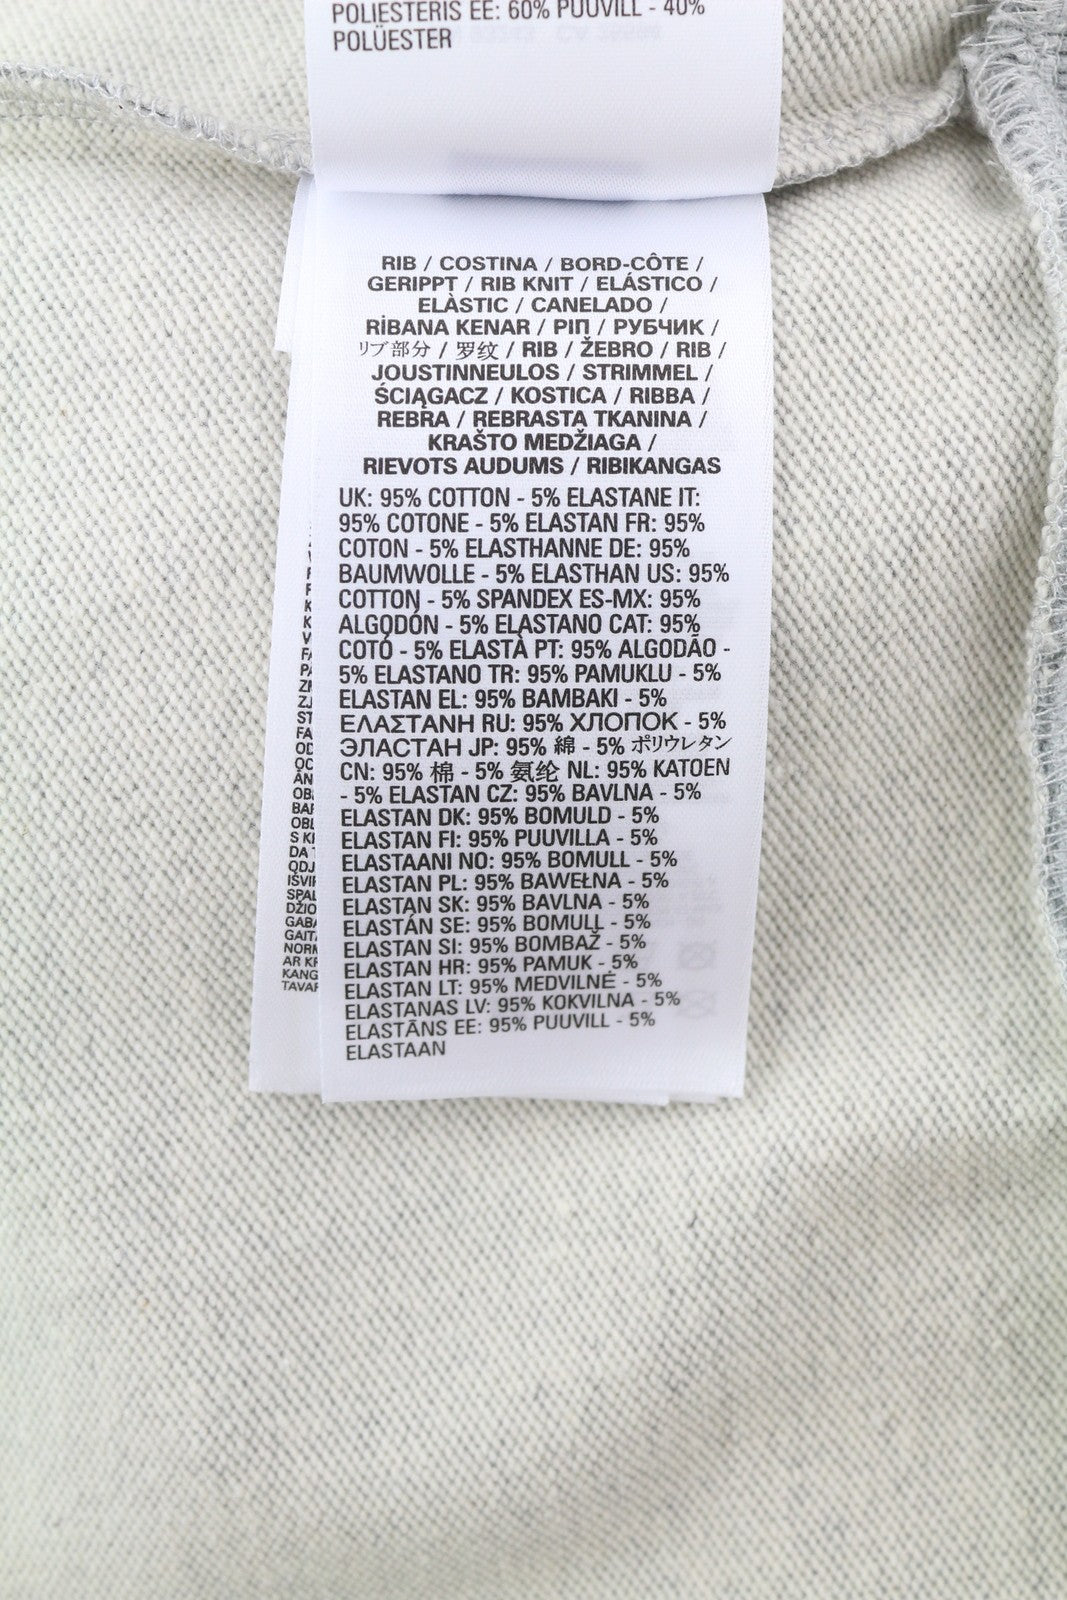 POLIESTERIS EE: 60% PUUVILL - 40%
POLÜESTER
RIB / COSTINA / BORD-CÔTE /
GERIPPT / RIB KNIT / ELÁSTICO /
ELÀSTIC / CANELADO /
RİBANA KENAR / ΡΙΠ / РУБЧИК /
リブ部分 / 罗纹 / RIB / ŽEBRO / RIB /
JOUSTINNEULOS / STRIMMEL /
ŚCIĄGACZ / KOSTICA / RIBBA /
REBRA / REBRASTA TKANINA /
KRAŠTO MEDŽIAGA /
RIEVOTS AUDUMS / RIBIKANGAS
UK: 95% COTTON - 5% ELASTANE IT:
95% COTONE - 5% ELASTAN FR: 95%
COTON - 5% ELASTHANNE DE: 95%
BAUMWOLLE - 5% ELASTHAN US: 95%
COTTON - 5% SPANDEX ES-MX: 95%
ALGODÓN - 5% ELASTANO CAT: 95%
COTÓ - 5% ELASTÀ PT: 95% ALGODÃO -
5% ELASTANO TR: 95% PAMUKLU - 5%
ELASTAN EL: 95% ΒΑΜΒΑΚΙ - 5%
ΕΛΑΣΤΑΝΗ RU: 95% ХЛОПОК - 5%
ЭЛАСТАН JP: 95% 綿 - 5% ポリウレタン
CN: 95% 棉 - 5% 氨纶 NL: 95% KATOEN
- 5% ELASTAN CZ: 95% BAVLNA - 5%
ELASTAN DK: 95% BOMULD - 5%
ELASTAN FI: 95% PUUVILLA - 5%
ELASTAANI NO: 95% BOMULL - 5%
ELASTAN PL: 95% BAWEŁNA - 5%
ELASTAN SK: 95% BAVLNA - 5%
ELASTÁN SE: 95% BOMULL - 5%
ELASTAN SI: 95% BOMBAŽ - 5%
ELASTAN HR: 95% PAMUK - 5%
ELASTAN LT: 95% MEDVILNĖ - 5%
ELASTANAS LV: 95% KOKVILNA - 5%
ELASTĀNS EE: 95% PUUVILL - 5%
ELASTAAN